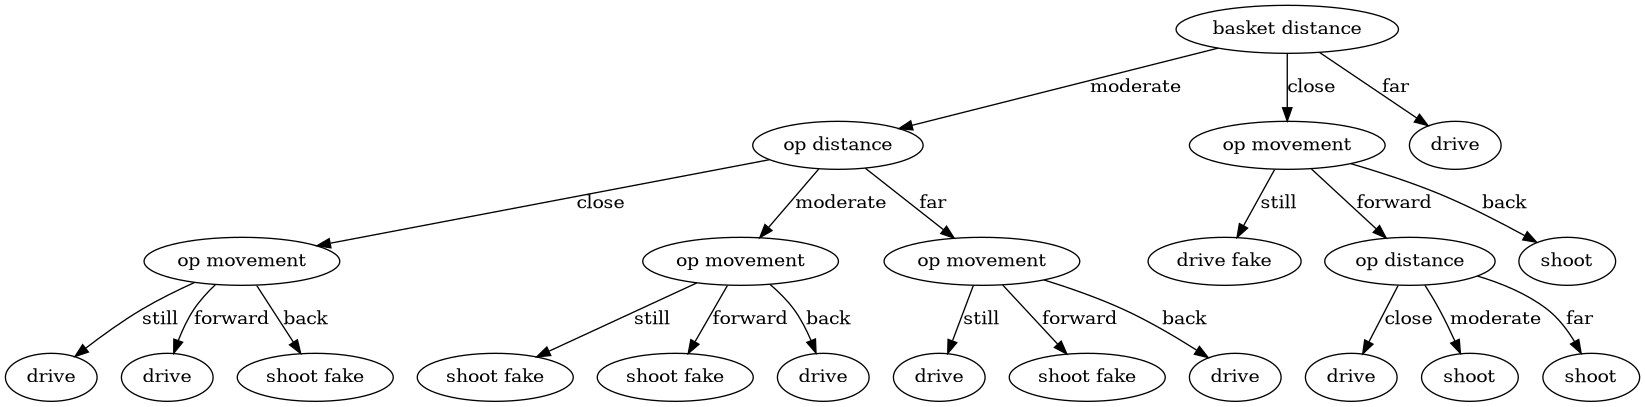 basket distance
moderate
close
far
op distance
op movement
drive
close
moderate
far
still
forward
back
op movement
op movement
op movement
drive fake
op distance
shoot
still
forward
back
still
forward
back
still
forward
back
close
moderate
far
drive
drive
shoot fake
shoot fake
shoot fake
drive
drive
shoot fake
drive
drive
shoot
shoot